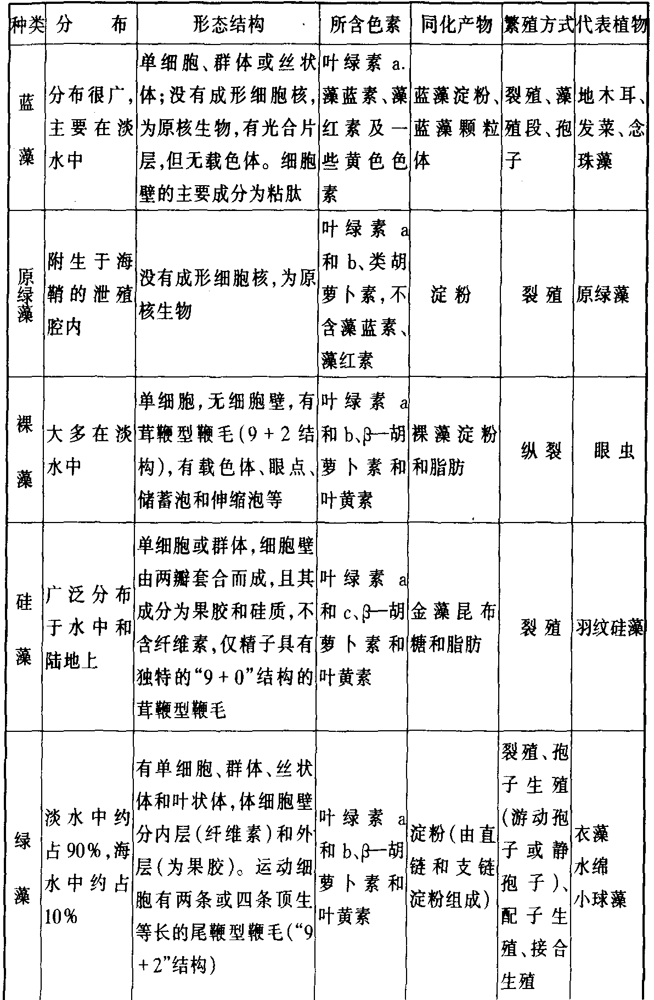 种类 分 布 形态结构 所含色素 同化产物 繁殖方式 代表植物
蓝
藻
分布很广,
主要在淡
水中
单细胞、群体或丝状
体;没有成形细胞核,
为原核生物,有光合片
层,但无载色体。细胞
壁的主要成分为粘肽
叶绿素 a.
藻蓝素、藻
红素及一
些黄色色
素
蓝藻淀粉、
蓝藻颗粒
体
裂殖、藻
殖段、孢
子
地木耳、
发菜、念
珠藻
原
绿
藻
附生于海
鞘的泄殖
腔内
没有成形细胞核,为原
核生物
叶绿素 a
和 b、类胡
萝卜素,不
含藻蓝素、
藻红素
淀粉
裂殖
原绿藻
裸
藻
大多在淡
水中
单细胞,无细胞壁,有
茸鞭型鞭毛(9+2结
构),有载色体、眼点、
储蓄泡和伸缩泡等
叶绿素 a
和b、β—胡
萝卜素和
叶黄素
裸藻淀粉
和脂肪
纵裂
眼虫
硅
藻
广泛分布
于水中和
陆地上
单细胞或群体,细胞壁
由两瓣套合而成,且其
成分为果胶和硅质,不
含纤维素,仅精子具有
独特的“9+0”结构的
茸鞭型鞭毛
叶绿素 a
和c、β—胡
萝卜素和
叶黄素
金藻昆布
糖和脂肪
裂殖
羽纹硅藻
绿
藻
淡水中约
占90%,海
水中约占
10%
有单细胞、群体、丝状
体和叶状体,体细胞壁
分内层(纤维素)和外
层(为果胶)。运动细
胞有两条或四条顶生
等长的尾鞭型鞭毛(“9
+2”结构)
叶绿素 a
和b、β—胡
萝卜素和
叶黄素
淀粉(由直
链和支链
淀粉组成)
裂殖、孢
子生殖
(游动孢
子或静
孢子)、
配子生
殖、接合
生殖
衣藻
水绵
小球藻